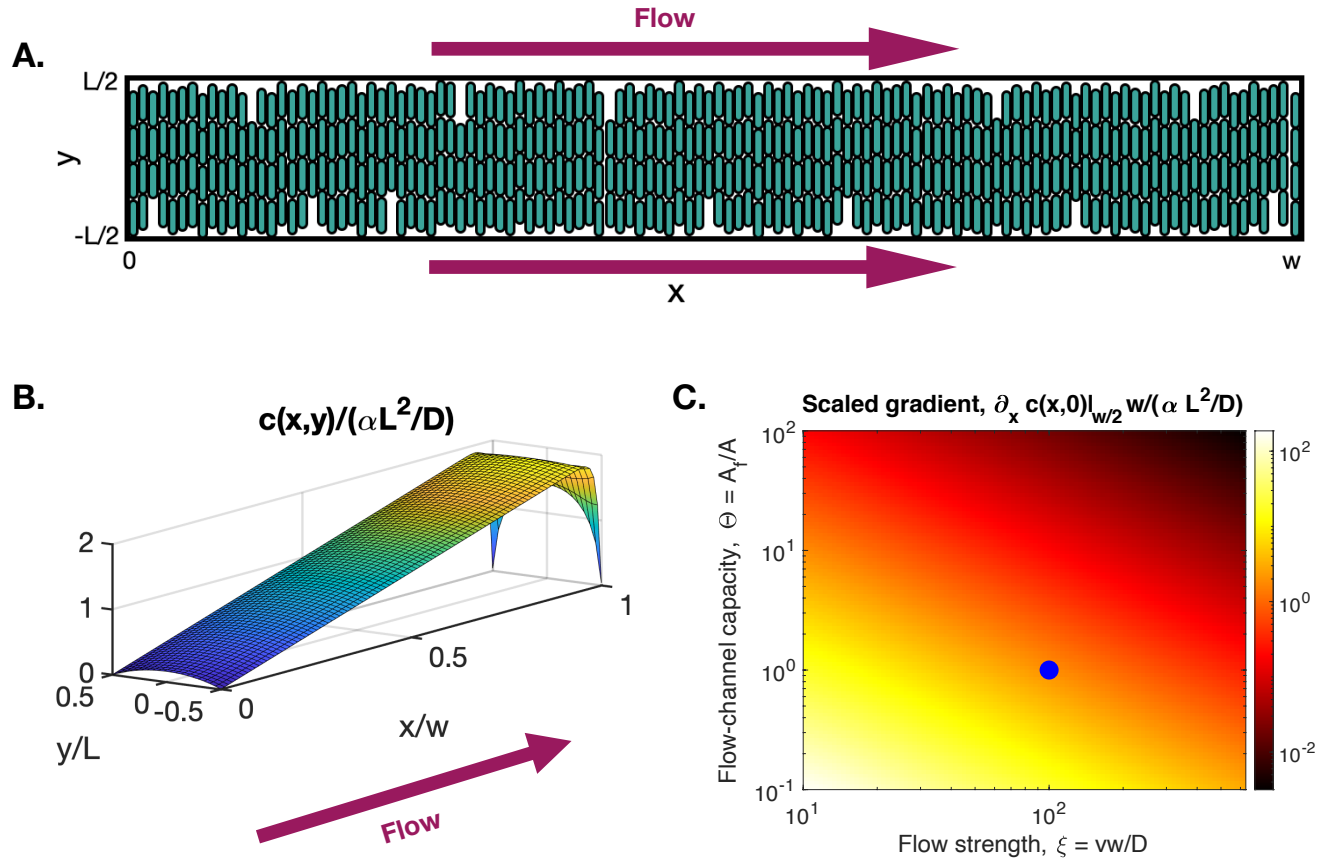 Flow
A.
L/2
y
-L/2
0
w
Flow
x
B.
c(x,y)/(αL²/D)
2
1
0
0.5
0
-0.5
0
0.5
1
y/L
x/w
Flow
C.
Scaled gradient, ∂ₓ c(x,0)|_w/2 w/(α L²/D)
10²
10¹
10⁰
10⁻¹
Flow-channel capacity, Θ = A_f/A
10¹
10²
Flow strength, ξ = vw/D
10²
10⁰
10⁻²